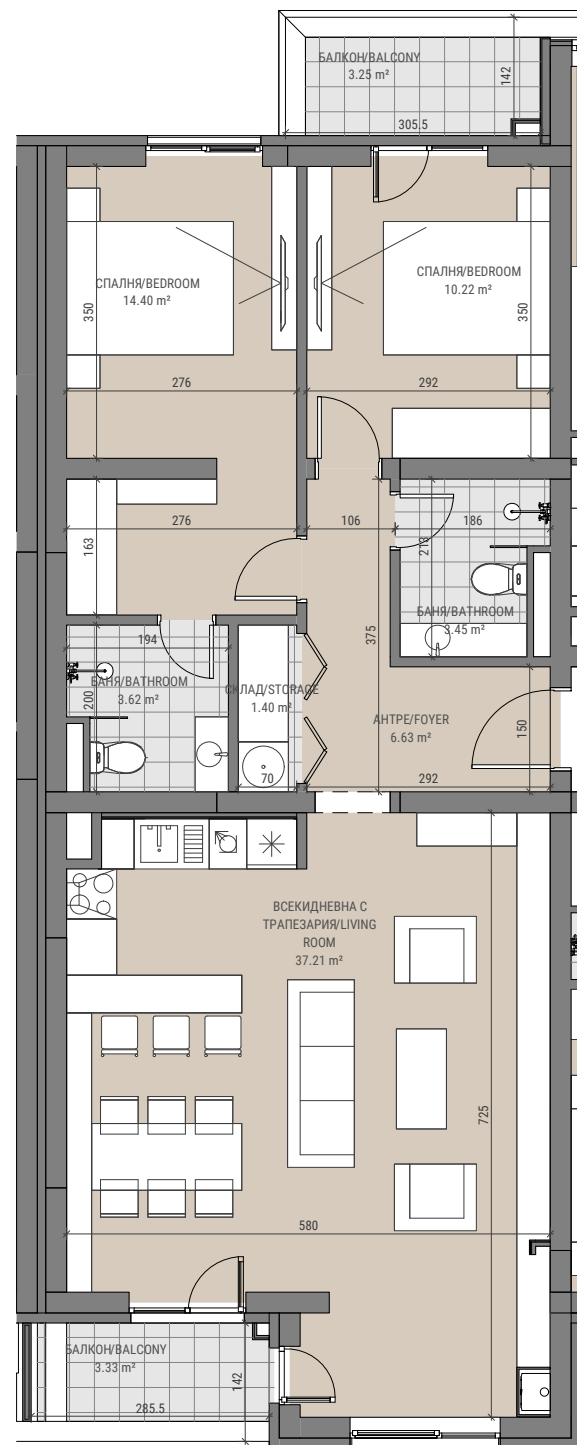 БАЛКОН/BALCONY
3.25 m²
142
305.5
СПАЛНЯ/BEDROOM
14.40 m²
СПАЛНЯ/BEDROOM
10.22 m²
350
350
276
292
276
106
186
163
213
БАНЯ/BATHROOM
3.45 m²
375
194
БАНЯ/BATHROOM
3.62 m²
200
СКЛАД/STORAGE
1.40 m²
АНТРЕ/FOYER
6.63 m²
150
70
292
ВСЕКИДНЕВНА С
ТРАПЕЗАРИЯ/LIVING
ROOM
37.21 m²
725
580
БАЛКОН/BALCONY
3.33 m²
142
285.5